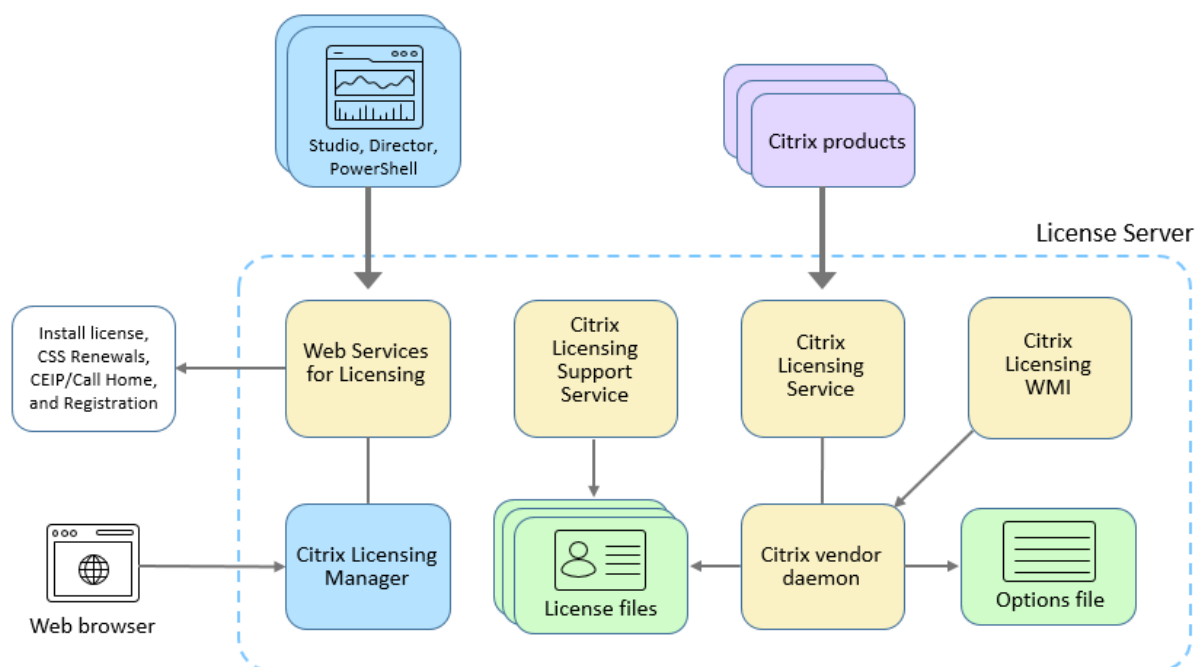 Studio, Director,
PowerShell
Citrix products
License Server
Install license,
CSS Renewals,
CEIP/Call Home,
and Registration
Web Services
for Licensing
Citrix
Licensing
Support
Service
Citrix
Licensing
Service
Citrix
Licensing
WMI
Web browser
Citrix Licensing
Manager
License files
Citrix vendor
daemon
Options file